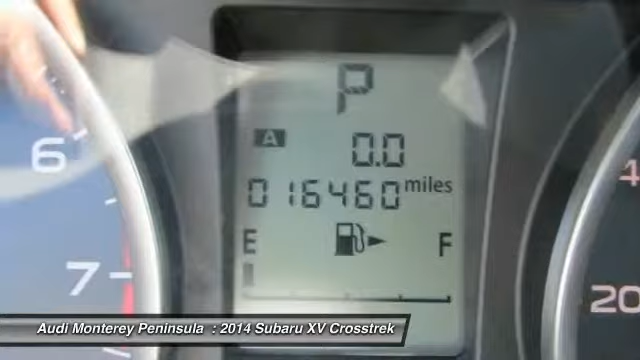 P
A
0.0
016460 miles
E F
6
7
4
20
Audi Monterey Peninsula : 2014 Subaru XV Crosstrek